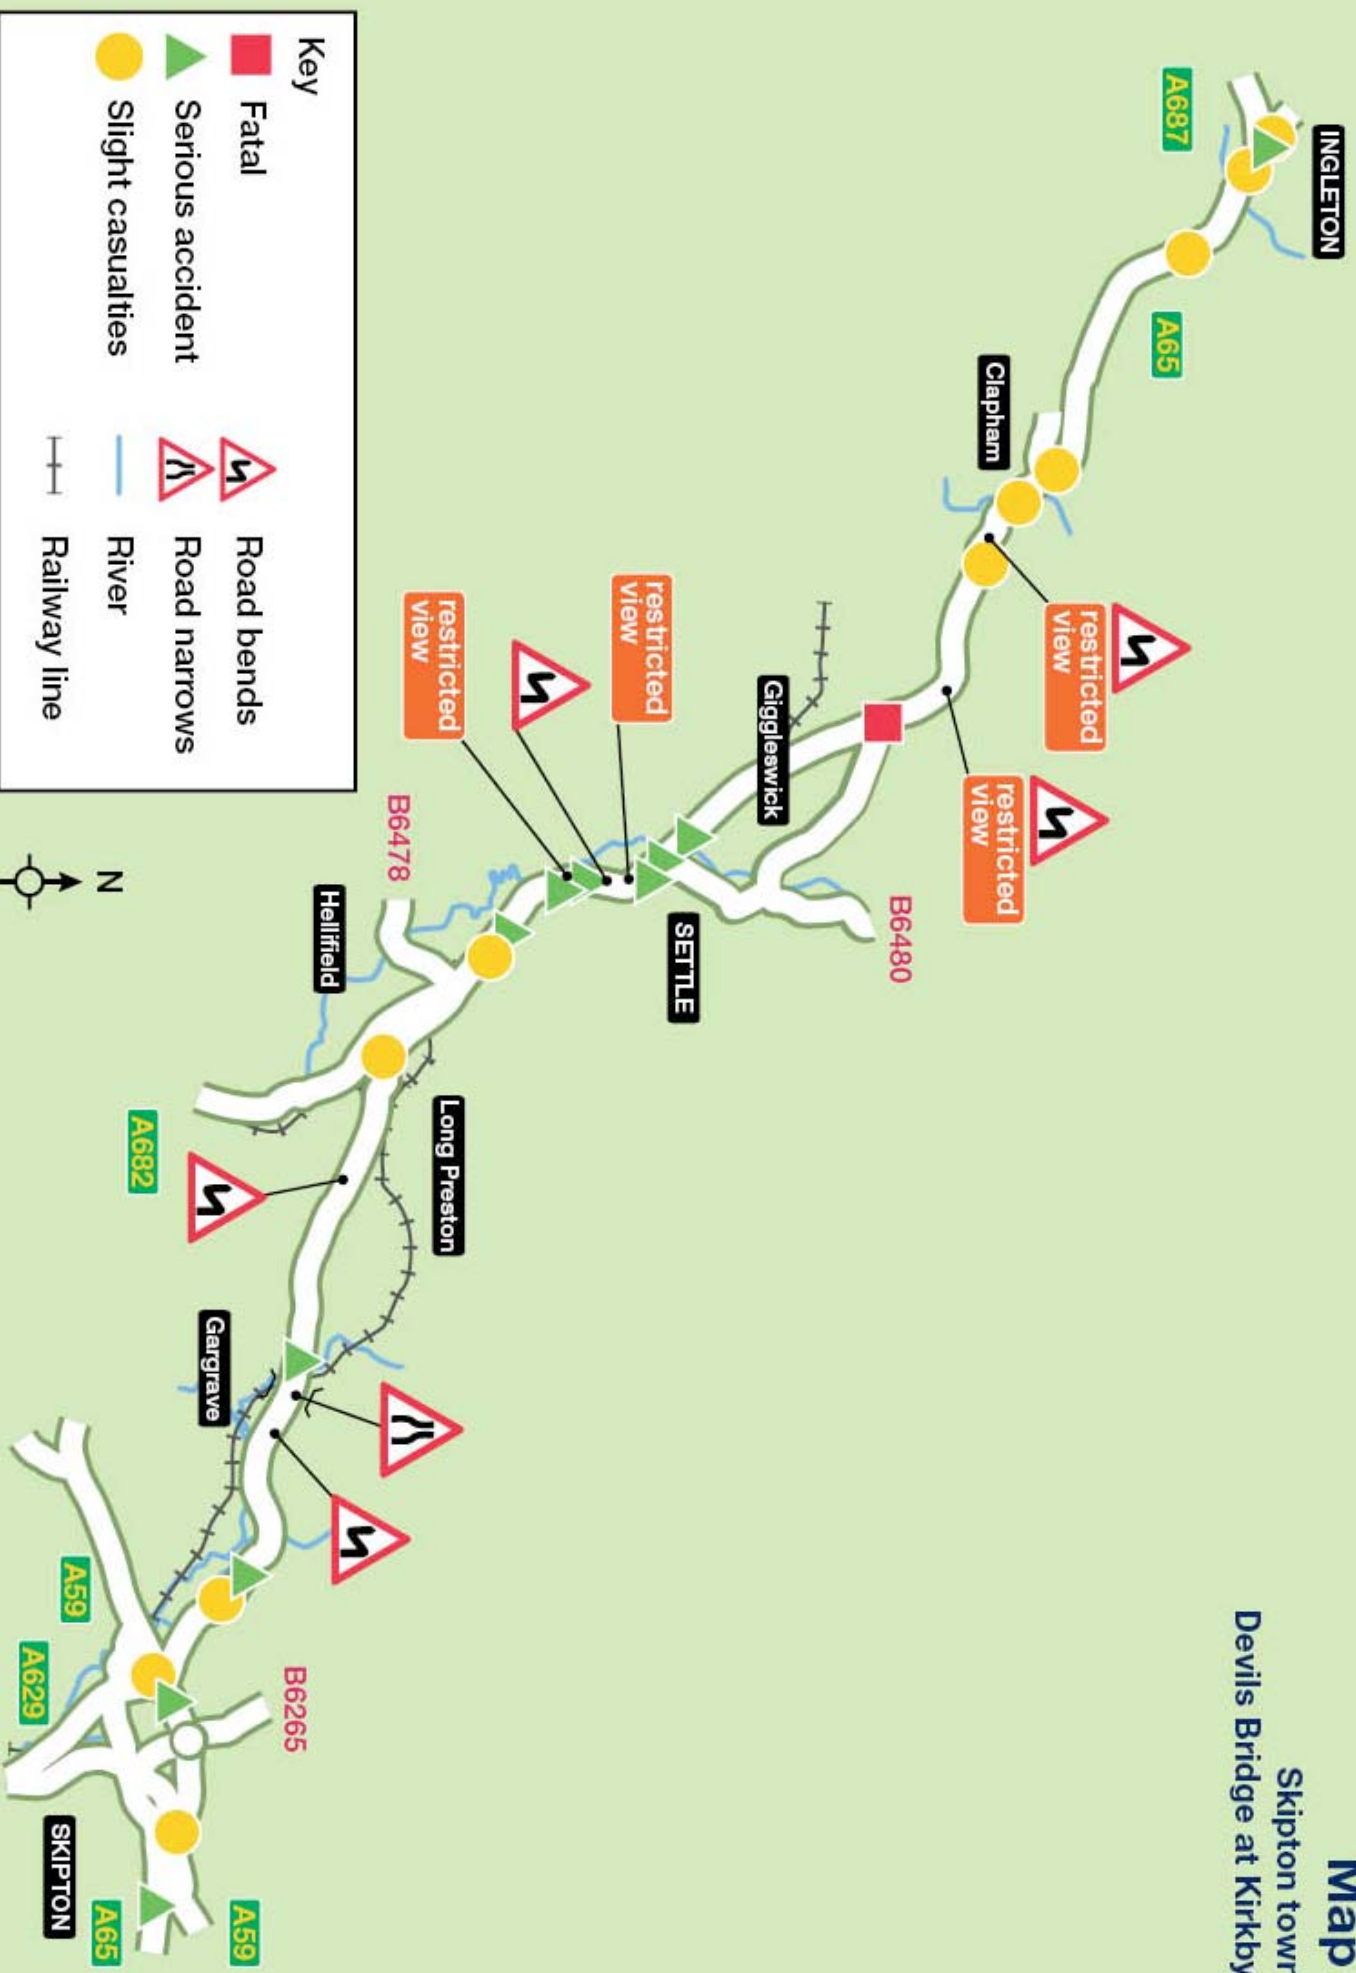 Map
Skipton town
Devils Bridge at Kirkby
INGLETON
A687
A65
Clapham
restricted
view
restricted
view
Giggleswick
restricted
view
restricted
view
B6480
SETTLE
B6478
Hellifield
Long Preston
A682
Gargrave
A59
A629
B6265
SKIPTON
A65
A59
Key
Fatal
Serious accident
Slight casualties
Road bends
Road narrows
River
Railway line
N